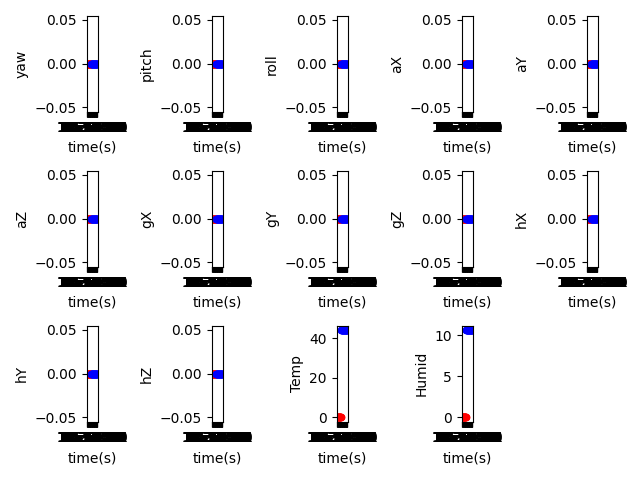 0.05 0.05 0.05 0.05 0.05
yaw pitch roll aX aY
0.00 0.00 0.00 0.00 0.00
−0.05 −0.05 −0.05 −0.05 −0.05
time(s) time(s) time(s) time(s) time(s)
0.05 0.05 0.05 0.05 0.05
aZ gX gY gZ hX
0.00 0.00 0.00 0.00 0.00
−0.05 −0.05 −0.05 −0.05 −0.05
time(s) time(s) time(s) time(s) time(s)
0.05 0.05 40 10
hY hZ Temp Humid
0.00 0.00 20 5
−0.05 −0.05 0 0
time(s) time(s) time(s) time(s)